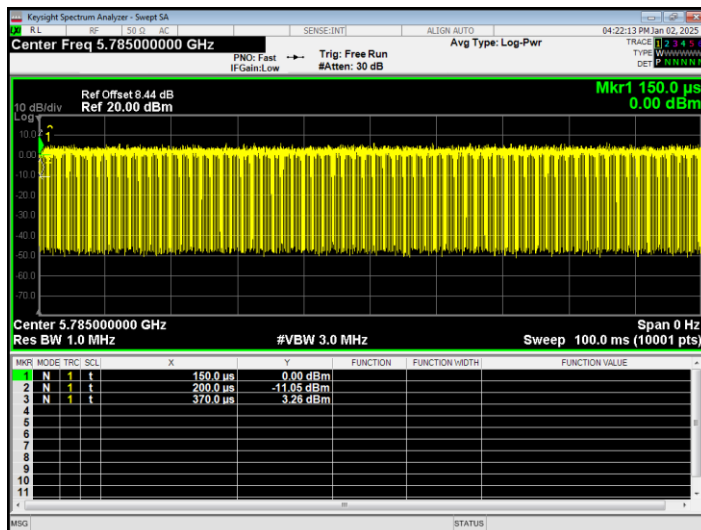 Keysight Spectrum Analyzer - Swept SA
LXI RL RF 50 Ω AC SENSE:INT ALIGN AUTO 04:22:13 PM Jan 02, 2025
Center Freq 5.785000000 GHz
PNO: Fast
IFGain:Low
Trig: Free Run
#Atten: 30 dB
Avg Type: Log-Pwr
TRACE 1 2 3 4 5 6
TYPE W W W W W W
DET P N N N N N
Mkr1 150.0 µs
0.00 dBm
Ref Offset 8.44 dB
Ref 20.00 dBm
10 dB/div
Log
1
10.0
0.00
-10.0
-20.0
-30.0
-40.0
-50.0
-60.0
-70.0
Center 5.785000000 GHz Span 0 Hz
Res BW 1.0 MHz #VBW 3.0 MHz Sweep 100.0 ms (10001 pts)
MKR MODE TRC SCL X Y FUNCTION FUNCTION WIDTH FUNCTION VALUE
1 N 1 t 150.0 µs 0.00 dBm
2 N 1 t 200.0 µs -11.05 dBm
3 N 1 t 370.0 µs 3.26 dBm
4
5
6
7
8
9
10
11
MSG STATUS